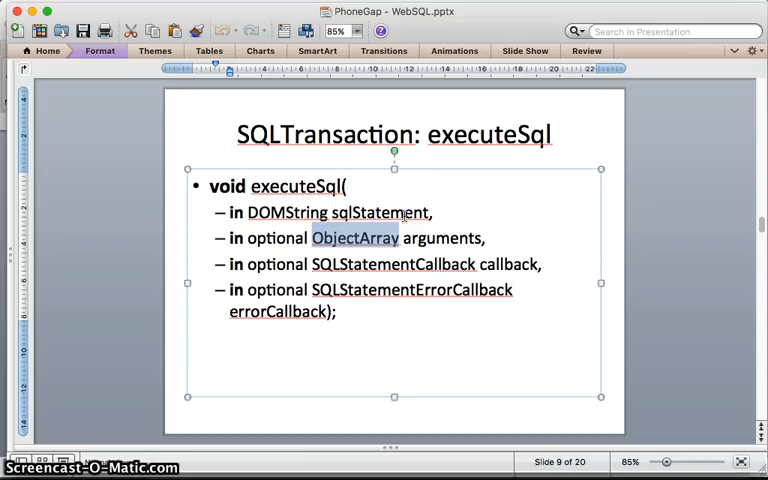 PhoneGap - WebSQL.pptx
85%
Search in Presentation
Home Format Themes Tables Charts SmartArt Transitions Animations Slide Show Review
SQLTransaction: executeSql
• void executeSql(
– in DOMString sqlStatement,
– in optional ObjectArray arguments,
– in optional SQLStatementCallback callback,
– in optional SQLStatementErrorCallback
errorCallback);
Slide 9 of 20
85%
Screencast-O-Matic.com